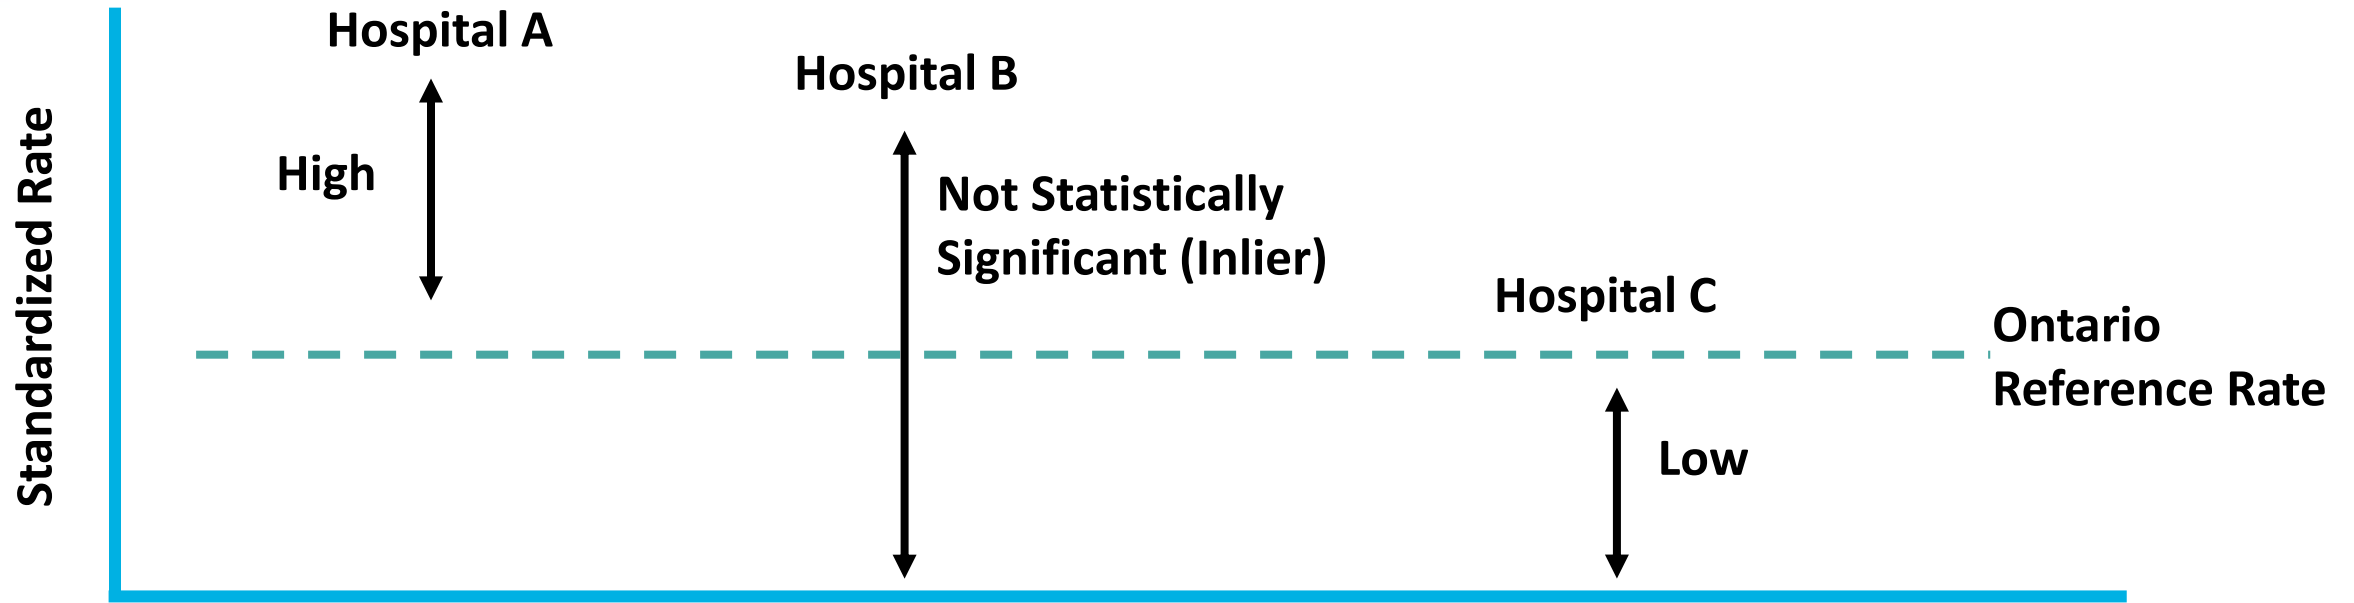 Standardized Rate
Hospital A
High
Hospital B
Not Statistically
Significant (Inlier)
Hospital C
Low
Ontario
Reference Rate